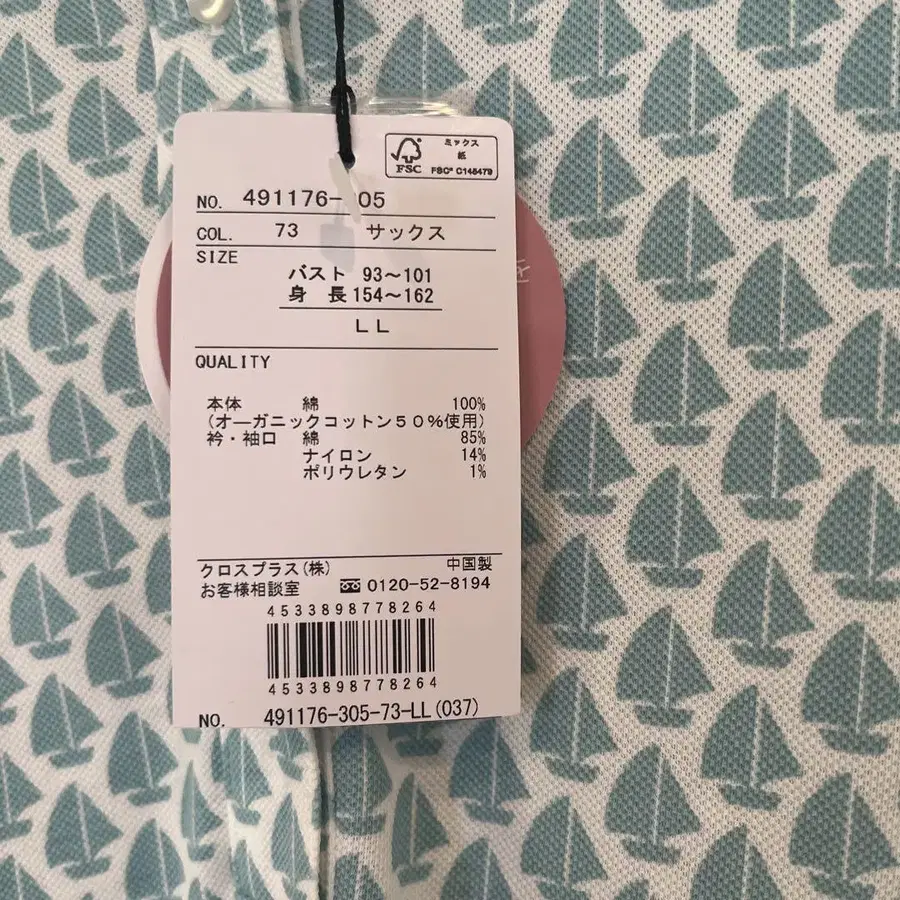 FSC
ミックス
紙
FSC® C148479
NO. 491176-305
COL. 73 サックス
SIZE
バスト 93〜101
身 長 154〜162
LL
QUALITY
本体 綿 100%
(オーガニックコットン50%使用)
衿・袖口 綿 85%
ナイロン 14%
ポリウレタン 1%
クロスプラス(株) 中国製
お客様相談室 0120-52-8194
4533898778264
4533898778264
NO. 491176-305-73-LL(037)